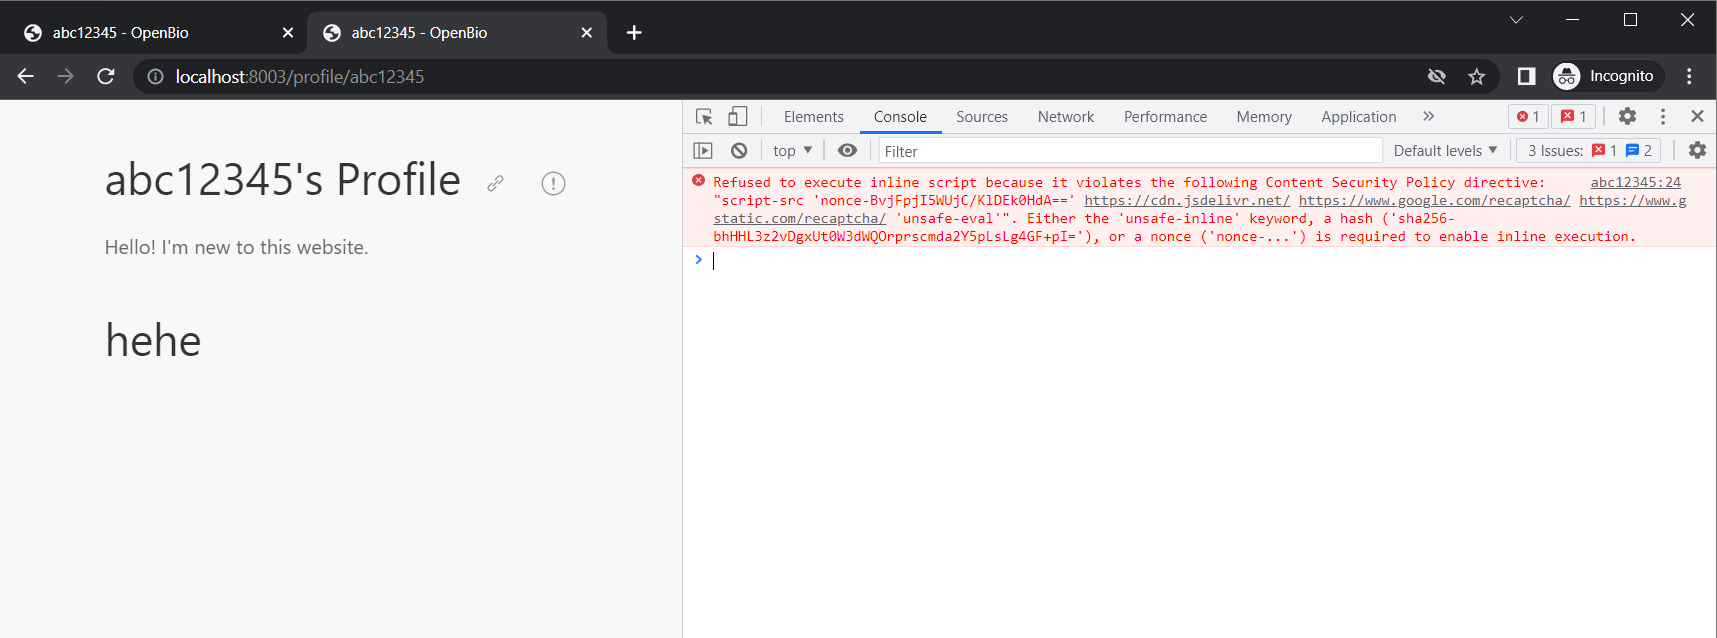 abc12345 - OpenBio
abc12345 - OpenBio
localhost:8003/profile/abc12345
Incognito
abc12345's Profile
Hello! I'm new to this website.
hehe
Elements Console Sources Network Performance Memory Application » 1 1
top Filter Default levels 3 Issues: 1 2
Refused to execute inline script because it violates the following Content Security Policy directive: abc12345:24
"script-src 'nonce-BvjFpjI5WUjC/KlDEk0HdA==' https://cdn.jsdelivr.net/ https://www.google.com/recaptcha/ https://www.g
static.com/recaptcha/ 'unsafe-eval'". Either the 'unsafe-inline' keyword, a hash ('sha256-
bhHHL3z2vDgxUt0W3dWQOrprscmda2Y5pLsLg4GF+pI='), or a nonce ('nonce-...') is required to enable inline execution.